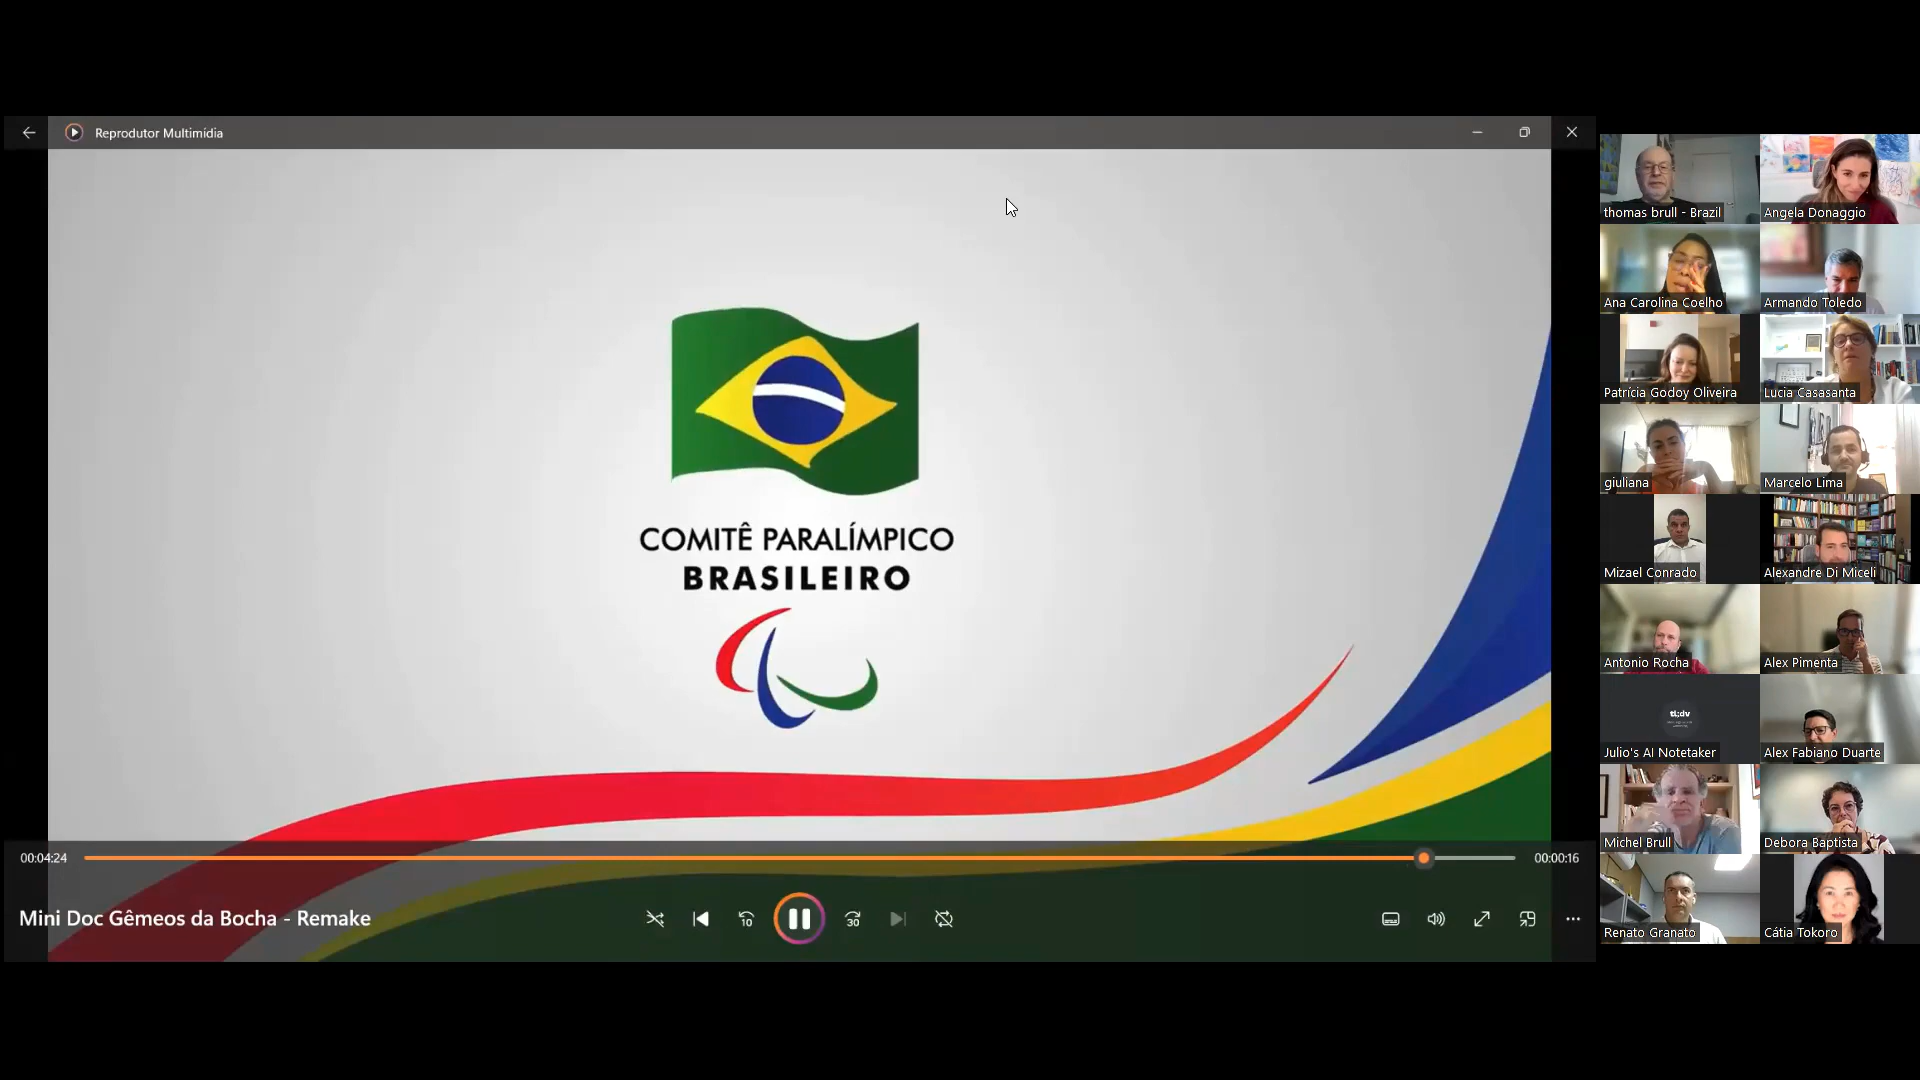 Reprodutor Multimídia
COMITÊ PARALÍMPICO
BRASILEIRO
00:04:24
00:00:16
Mini Doc Gêmeos da Bocha - Remake
10
30
thomas brull - Brazil
Angela Donaggio
Ana Carolina Coelho
Armando Toledo
Patrícia Godoy Oliveira
Lucia Casasanta
giuliana
Marcelo Lima
Mizael Conrado
Alexandre Di Miceli
Antonio Rocha
Alex Pimenta
tl;dv
Julio's AI Notetaker
Alex Fabiano Duarte
Michel Brull
Debora Baptista
Renato Granato
Cátia Tokoro